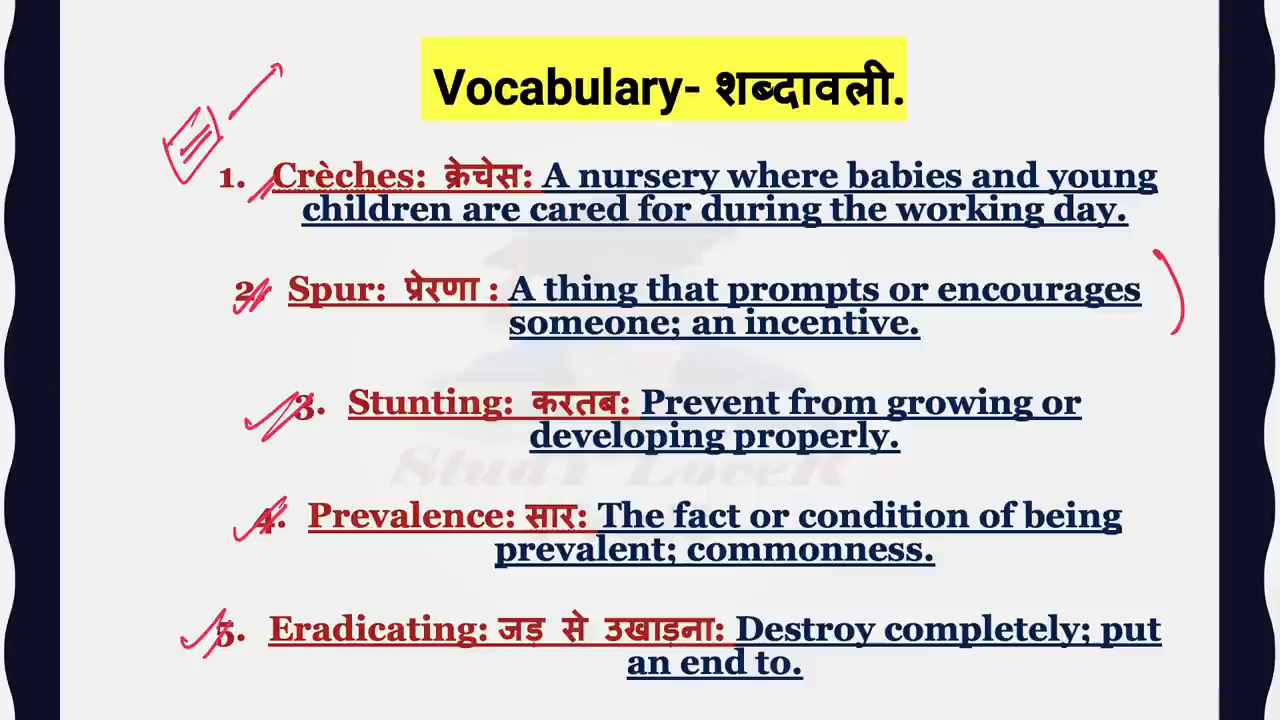 Vocabulary- शब्दावली.
1. Crèches: क्रेचेस: A nursery where babies and young
children are cared for during the working day.
2. Spur: प्रेरणा : A thing that prompts or encourages
someone; an incentive.
3. Stunting: करतब: Prevent from growing or
developing properly.
Study Lover
4. Prevalence: सार: The fact or condition of being
prevalent; commonness.
5. Eradicating: जड़ से उखाड़ना: Destroy completely; put
an end to.